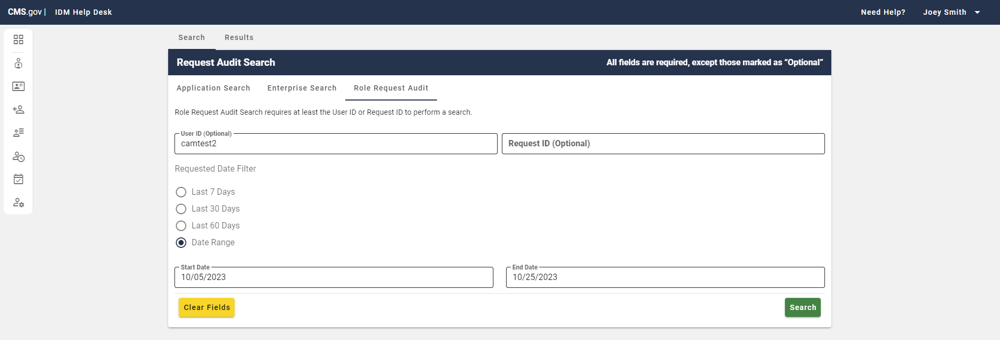 CMS.gov | IDM Help Desk Need Help? Joey Smith
Search Results
Request Audit Search All fields are required, except those marked as “Optional”
Application Search Enterprise Search Role Request Audit
Role Request Audit Search requires at least the User ID or Request ID to perform a search.
User ID (Optional)
camtest2 Request ID (Optional)
Requested Date Filter
Last 7 Days
Last 30 Days
Last 60 Days
Date Range
Start Date End Date
10/05/2023 10/25/2023
Clear Fields Search